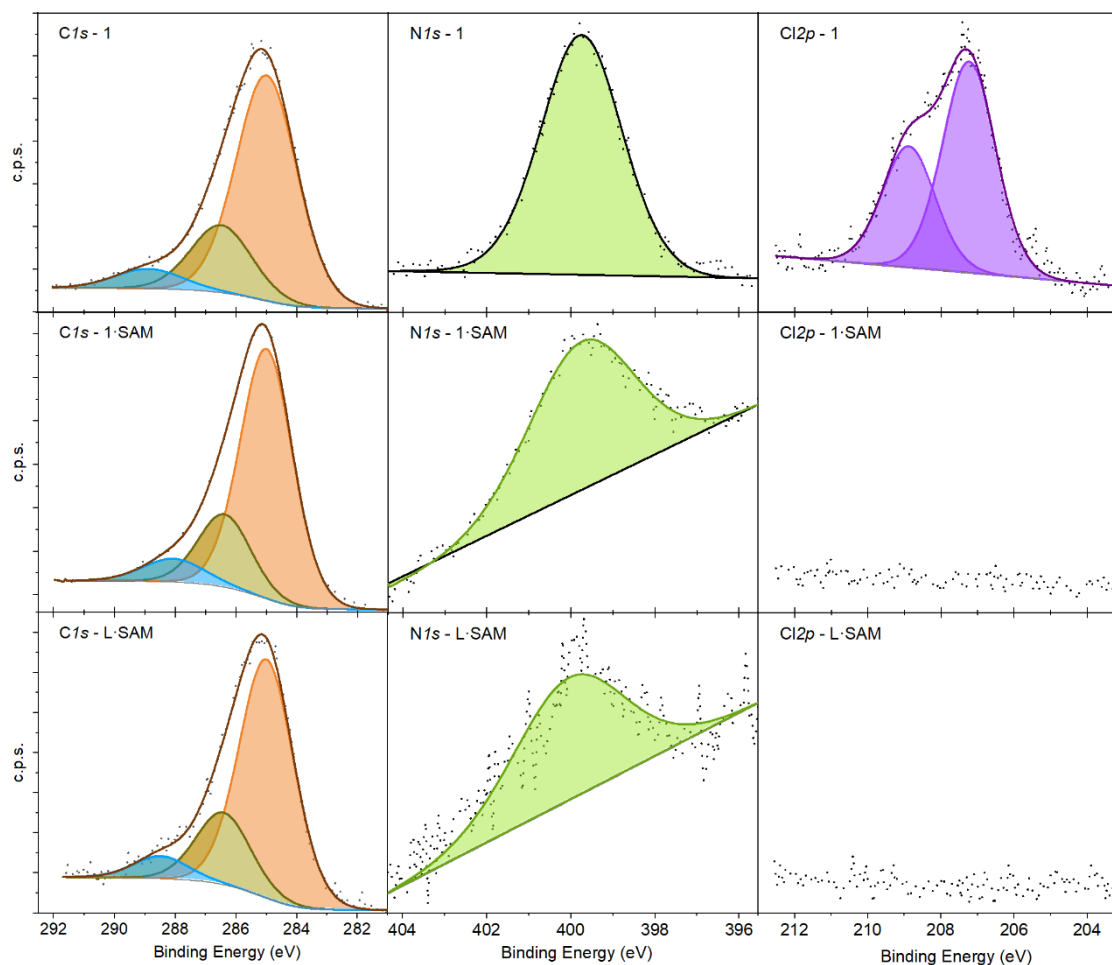 C1s - 1
N1s - 1
Cl2p - 1
c.p.s.
C1s - 1·SAM
N1s - 1·SAM
Cl2p - 1·SAM
c.p.s.
C1s - L·SAM
N1s - L·SAM
Cl2p - L·SAM
c.p.s.
292 290 288 286 284 282 404 402 400 398 396 212 210 208 206 204
Binding Energy (eV) Binding Energy (eV) Binding Energy (eV)